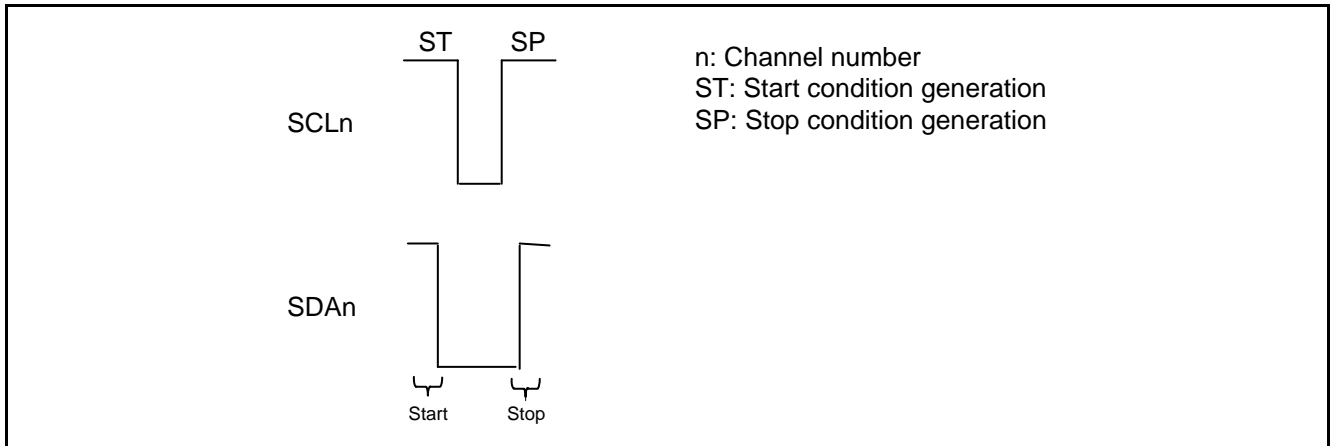 ST SP
n: Channel number
ST: Start condition generation
SP: Stop condition generation
SCLn
SDAn
Start Stop